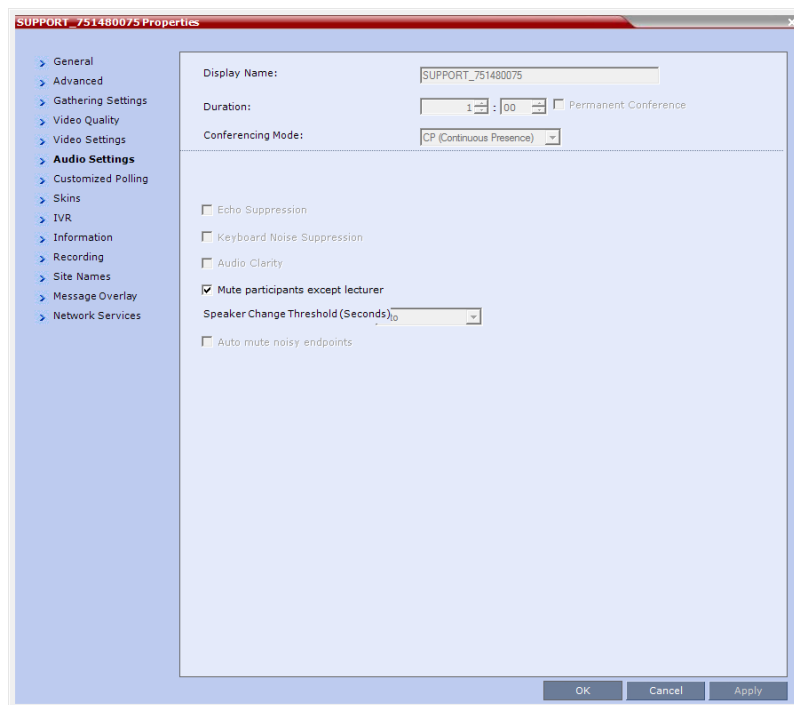 SUPPORT_751480075 Properties
General
Advanced
Gathering Settings
Video Quality
Video Settings
Audio Settings
Customized Polling
Skins
IVR
Information
Recording
Site Names
Message Overlay
Network Services
Display Name: SUPPORT_751480075
Duration: 1 : 00 Permanent Conference
Conferencing Mode: CP (Continuous Presence)
Echo Suppression
Keyboard Noise Suppression
Audio Clarity
Mute participants except lecturer
Speaker Change Threshold (Seconds) to
Auto mute noisy endpoints
OK Cancel Apply